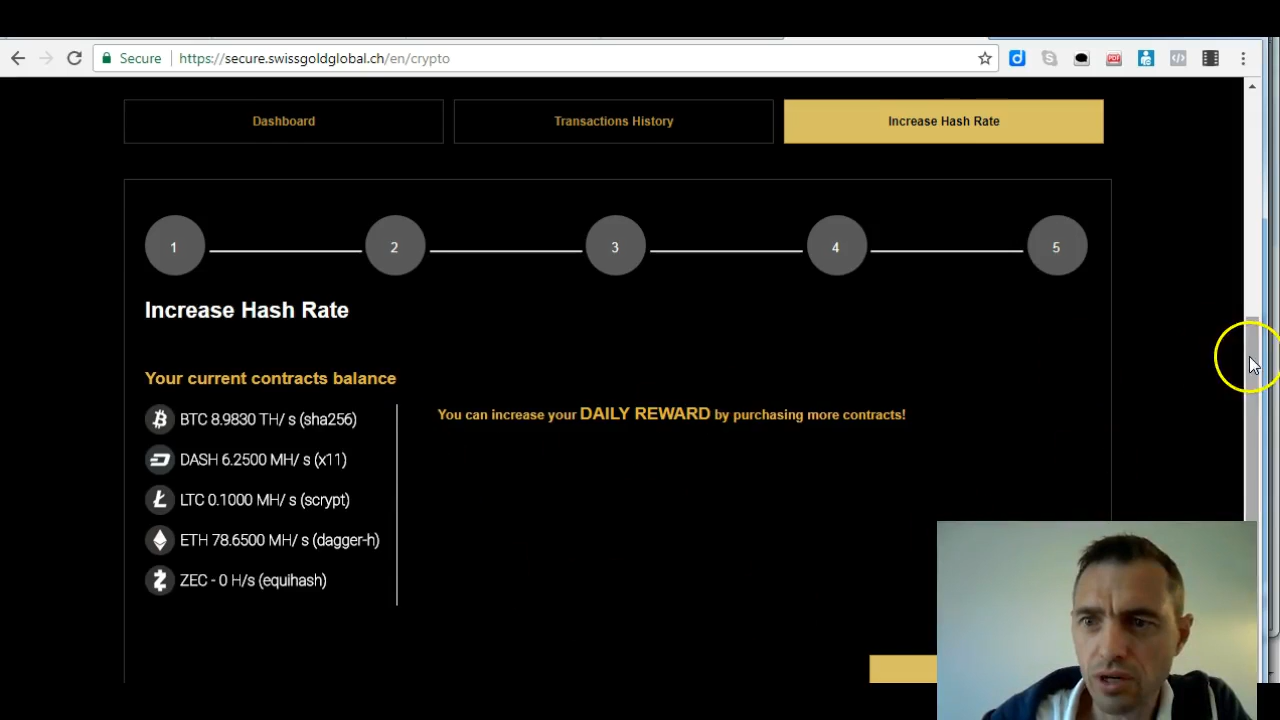 Secure
https://secure.swissgoldglobal.ch/en/crypto
d
PDF
Dashboard
Transactions History
Increase Hash Rate
1
2
3
4
5
Increase Hash Rate
Your current contracts balance
BTC 8.9830 TH/ s (sha256)
You can increase your DAILY REWARD by purchasing more contracts!
DASH 6.2500 MH/ s (x11)
LTC 0.1000 MH/ s (scrypt)
ETH 78.6500 MH/ s (dagger-h)
ZEC - 0 H/s (equihash)